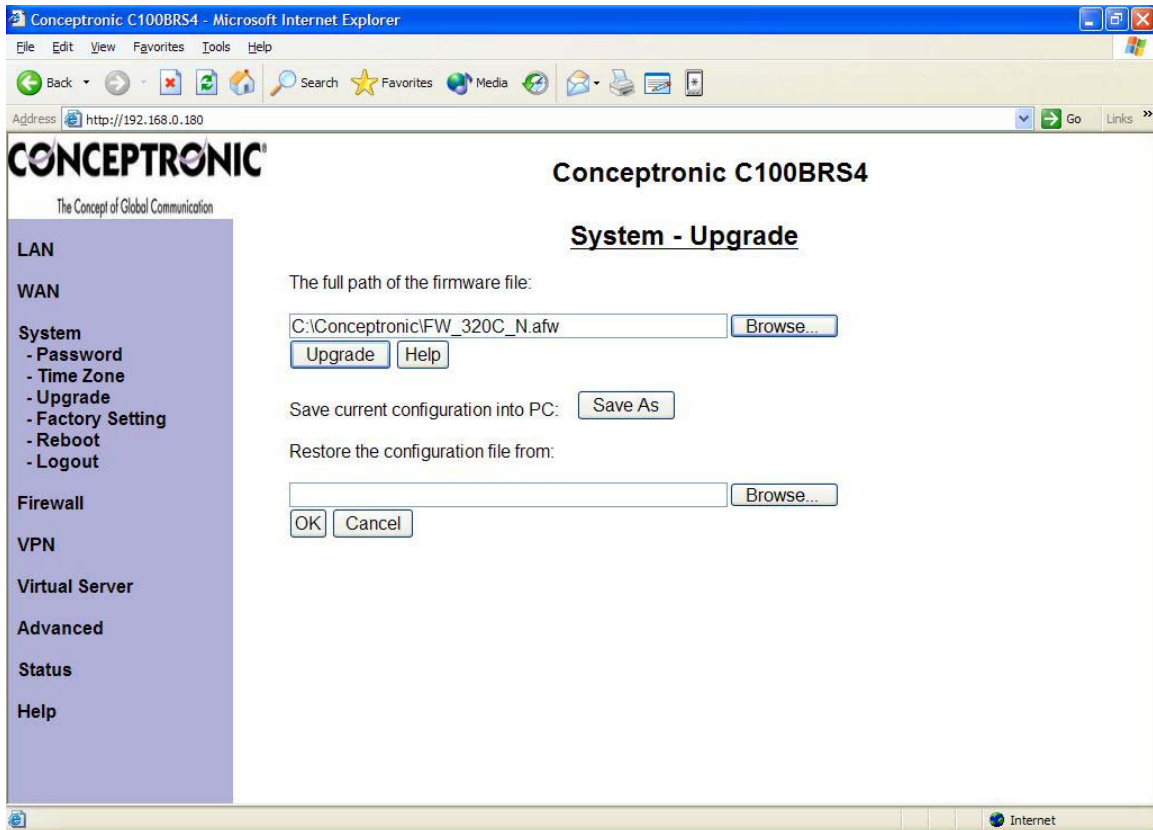 Conceptronic C100BRS4 - Microsoft Internet Explorer
File Edit View Favorites Tools Help
Back Search Favorites Media
Address http://192.168.0.180 Go Links »
CONCEPTRONIC®
The Concept of Global Communication
LAN
WAN
System
- Password
- Time Zone
- Upgrade
- Factory Setting
- Reboot
- Logout
Firewall
VPN
Virtual Server
Advanced
Status
Help
Conceptronic C100BRS4
System - Upgrade
The full path of the firmware file:
C:\Conceptronic\FW_320C_N.afw Browse...
Upgrade Help
Save current configuration into PC: Save As
Restore the configuration file from:
Browse...
OK Cancel
Internet